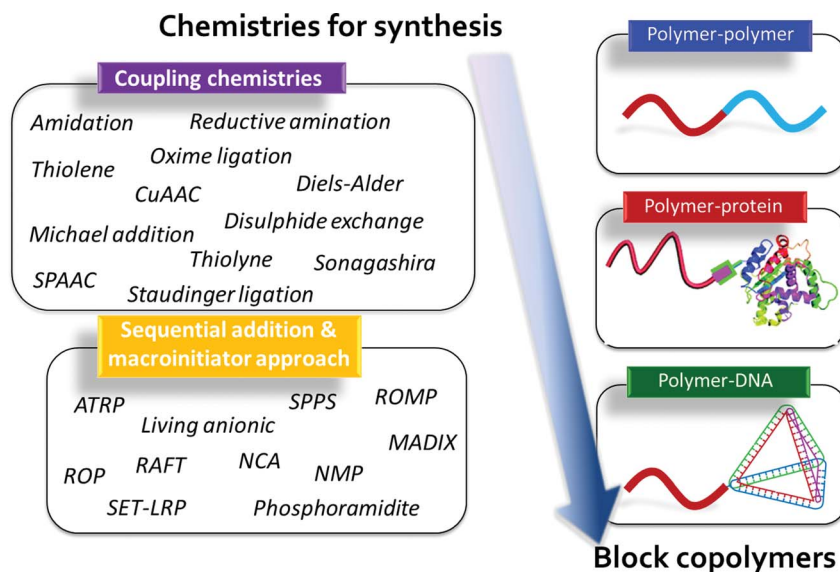 Chemistries for synthesis
Coupling chemistries
Amidation
Reductive amination
Thiolene
Oxime ligation
CuAAC
Diels-Alder
Michael addition
Disulphide exchange
SPAAC
Thiolyne
Sonagashira
Staudinger ligation
Sequential addition &
macroinitiator approach
ATRP
SPPS
ROMP
Living anionic
MADIX
ROP
RAFT
NCA
NMP
SET-LRP
Phosphoramidite
Polymer-polymer
Polymer-protein
Polymer-DNA
Block copolymers